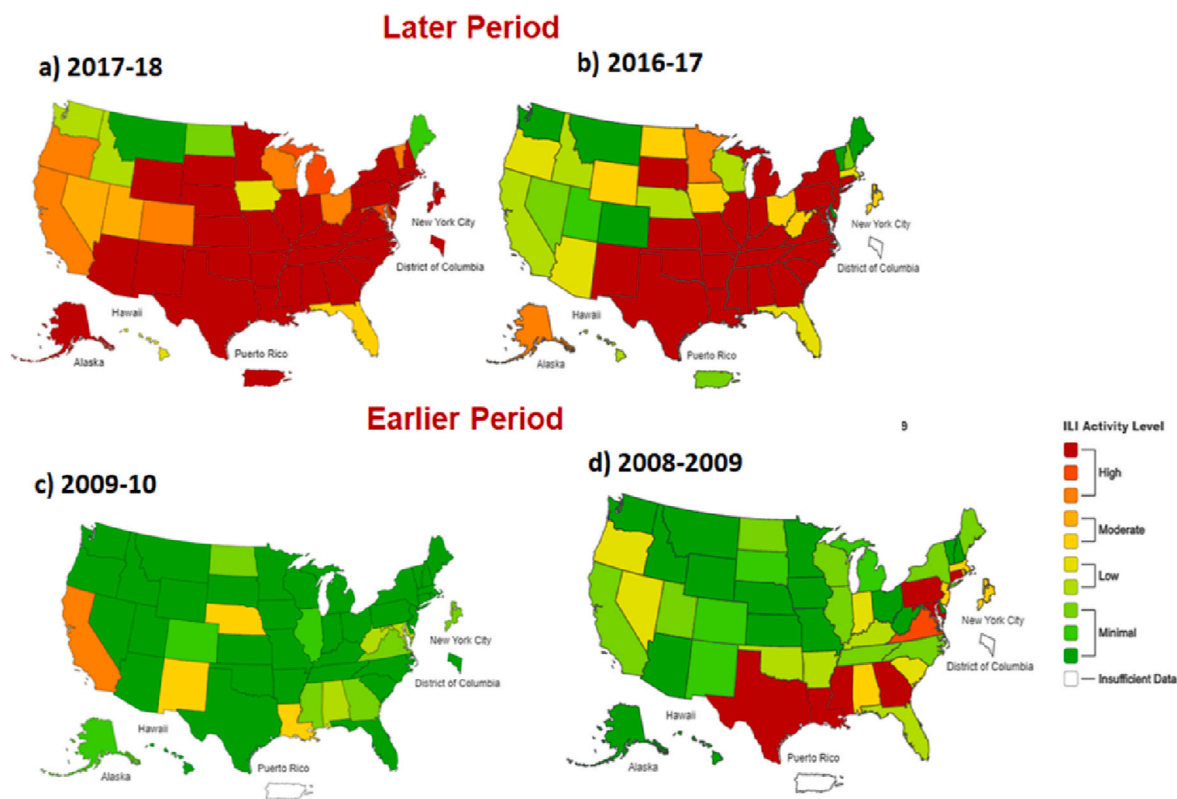 Later Period
a) 2017-18
b) 2016-17
New York City
District of Columbia
Hawaii
Alaska
Puerto Rico
New York City
District of Columbia
Hawaii
Alaska
Puerto Rico
Earlier Period
9
c) 2009-10
d) 2008-2009
New York City
District of Columbia
Hawaii
Alaska
Puerto Rico
New York City
District of Columbia
Hawaii
Alaska
Puerto Rico
ILI Activity Level
High
Moderate
Low
Minimal
Insufficient Data